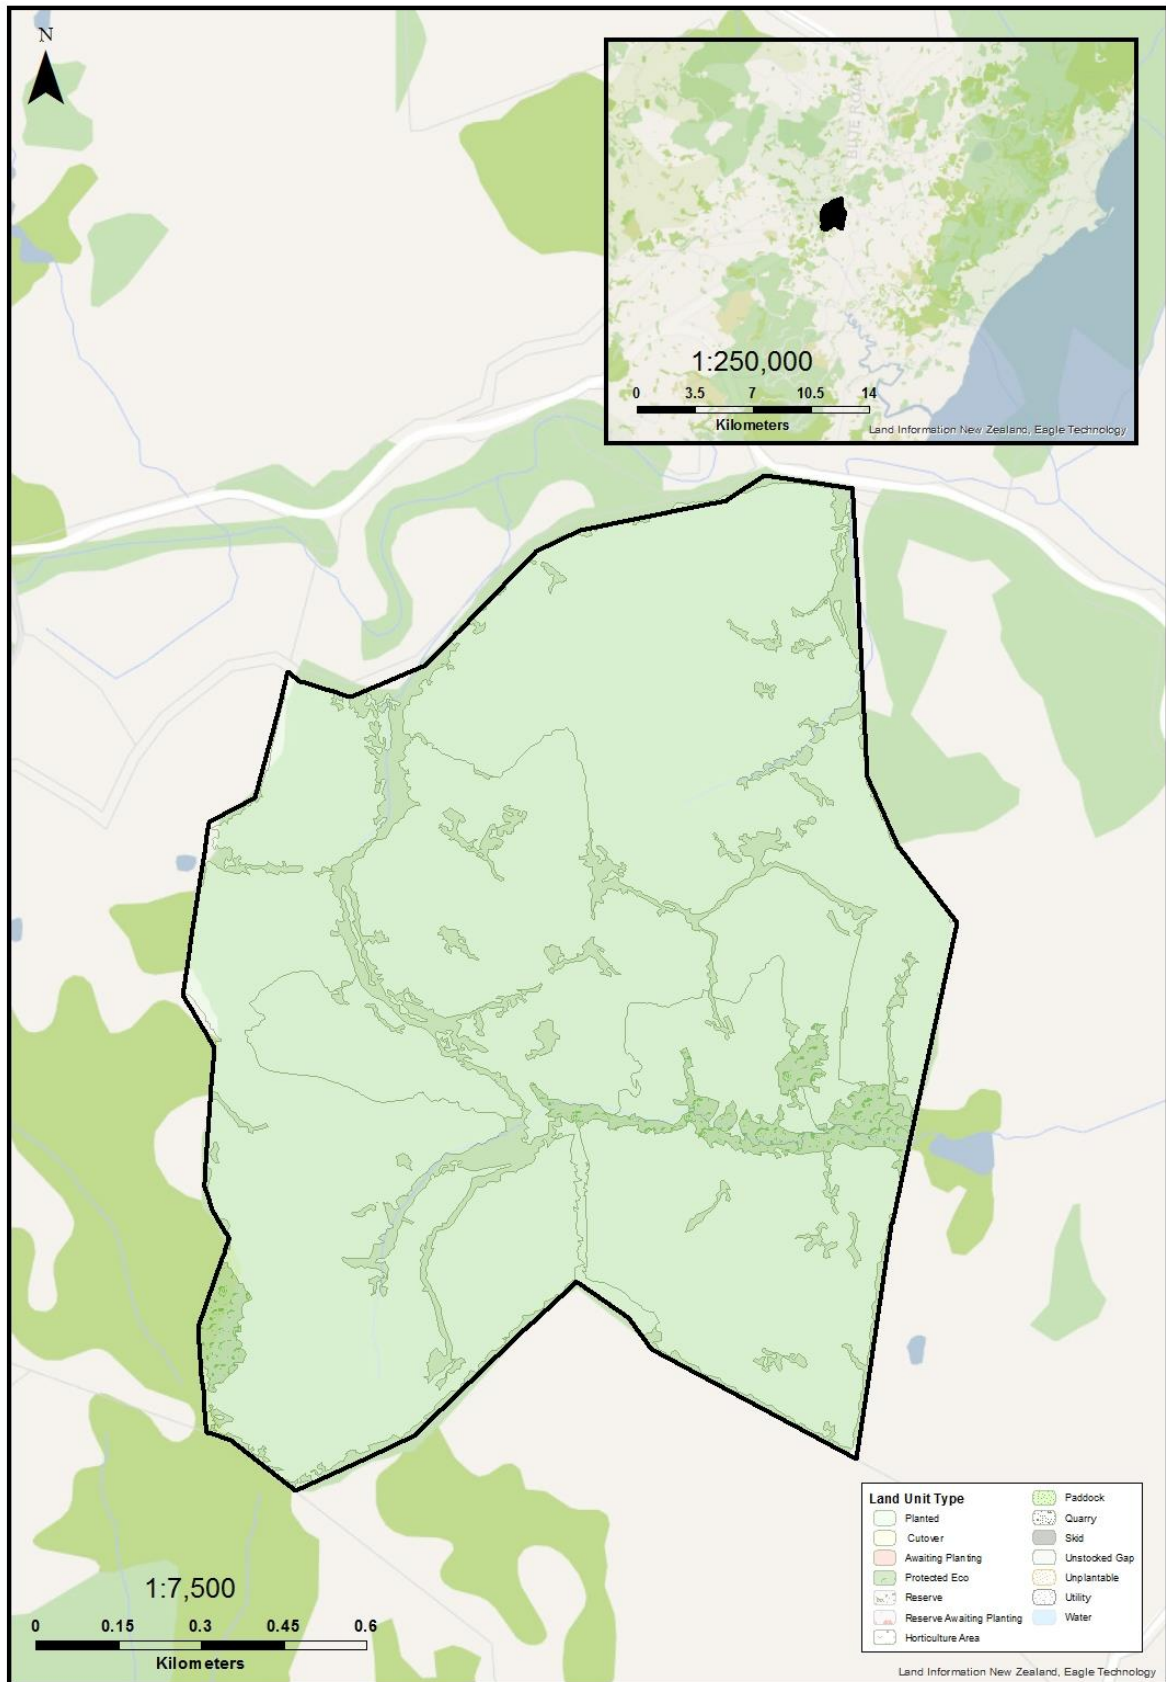 N
BLUE ROAD
1:250,000
0 3.5 7 10.5 14
Kilometers
Land Information New Zealand, Eagle Technology
Land Unit Type
Planted
Cutover
Awaiting Planting
Protected Eco
Reserve
Reserve Awaiting Planting
Horticulture Area
Paddock
Quarry
Skid
Unstocked Gap
Unplantable
Utility
Water
1:7,500
0 0.15 0.3 0.45 0.6
Kilometers
Land Information New Zealand, Eagle Technology